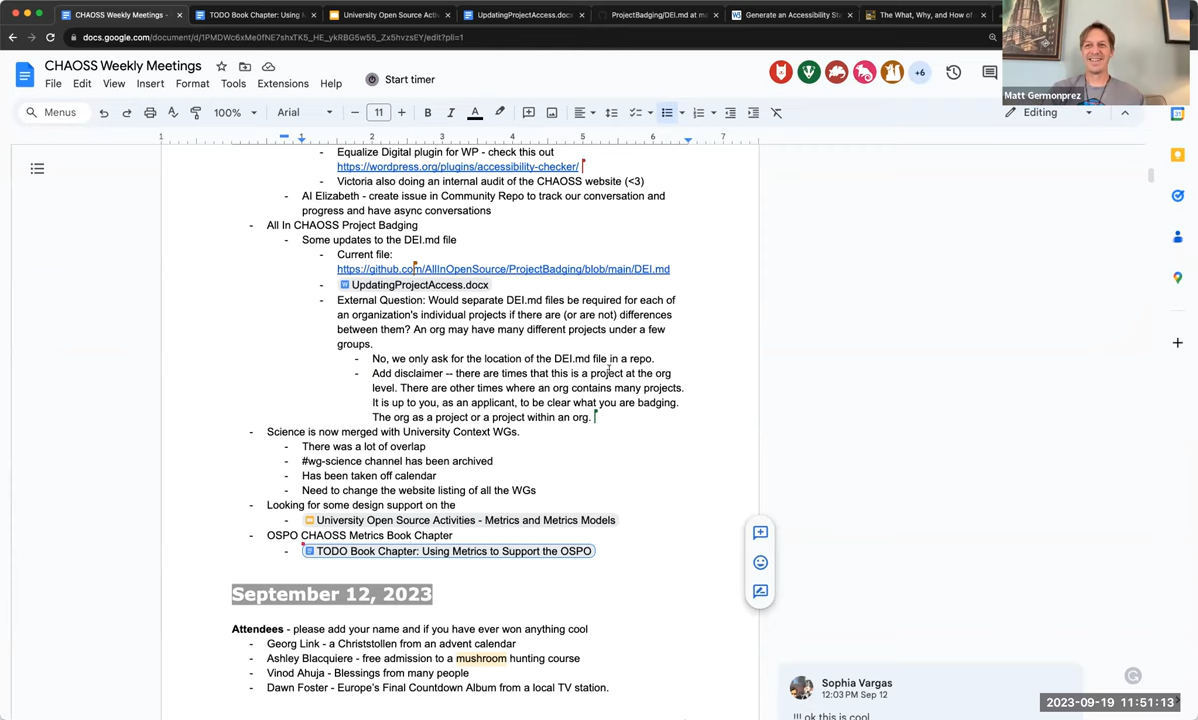 CHAOSS Weekly Meetings -
TODO Book Chapter: Using M
University Open Source Activi
UpdatingProjectAccess.docx
ProjectBadging/DEI.md at ma
Generate an Accessibility Sta
The What, Why, and How of
docs.google.com/document/d/1PMDWc6xMe0fNE7shxTK5_HE_ykRBG5w55_Zx5hvzsEY/edit?pli=1
CHAOSS Weekly Meetings
File Edit View Insert Format Tools Extensions Help
Start timer
+6
Matt Germonprez
Menus
100%
Arial
11
Editing
1 1 2 3 4 5 6 7
- Equalize Digital plugin for WP - check this out
https://wordpress.org/plugins/accessibility-checker/
- Victoria also doing an internal audit of the CHAOSS website (<3)
- AI Elizabeth - create issue in Community Repo to track our conversation and
progress and have async conversations
- All In CHAOSS Project Badging
- Some updates to the DEI.md file
- Current file:
https://github.com/AllInOpenSource/ProjectBadging/blob/main/DEI.md
- UpdatingProjectAccess.docx
- External Question: Would separate DEI.md files be required for each of
an organization's individual projects if there are (or are not) differences
between them? An org may have many different projects under a few
groups.
- No, we only ask for the location of the DEI.md file in a repo.
- Add disclaimer -- there are times that this is a project at the org
level. There are other times where an org contains many projects.
It is up to you, as an applicant, to be clear what you are badging.
The org as a project or a project within an org.
- Science is now merged with University Context WGs.
- There was a lot of overlap
- #wg-science channel has been archived
- Has been taken off calendar
- Need to change the website listing of all the WGs
- Looking for some design support on the
- University Open Source Activities - Metrics and Metrics Models
- OSPO CHAOSS Metrics Book Chapter
- TODO Book Chapter: Using Metrics to Support the OSPO
September 12, 2023
Attendees - please add your name and if you have ever won anything cool
- Georg Link - a Christstollen from an advent calendar
- Ashley Blacquiere - free admission to a mushroom hunting course
- Vinod Ahuja - Blessings from many people
- Dawn Foster - Europe's Final Countdown Album from a local TV station.
Sophia Vargas
12:03 PM Sep 12
!!! ok this is cool
2023-09-19 11:51:13